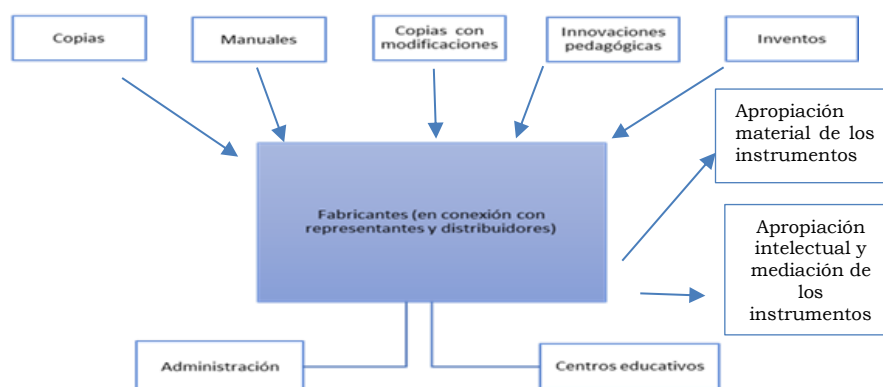 Copias
Manuales
Copias con
modificaciones
Innovaciones
pedagógicas
Inventos
Apropiación
material de los
instrumentos
Fabricantes (en conexión con
representantes y distribuidores)
Apropiación
intelectual y
mediación de
los
instrumentos
Administración
Centros educativos